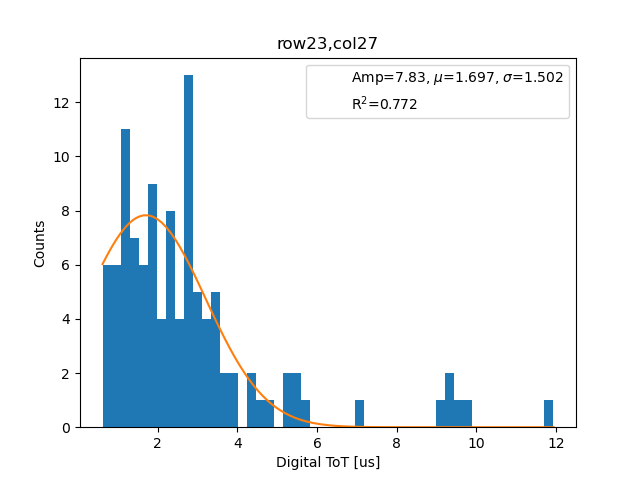 row23,col27
Amp=7.83, μ=1.697, σ=1.502
R²=0.772
Counts
12
10
8
6
4
2
0
2 4 6 8 10 12
Digital ToT [us]